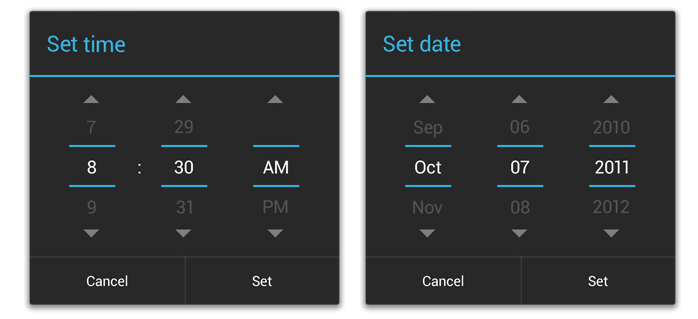 Set time
7 29
8 : 30 AM
9 31 PM
Cancel Set
Set date
Sep 06 2010
Oct 07 2011
Nov 08 2012
Cancel Set